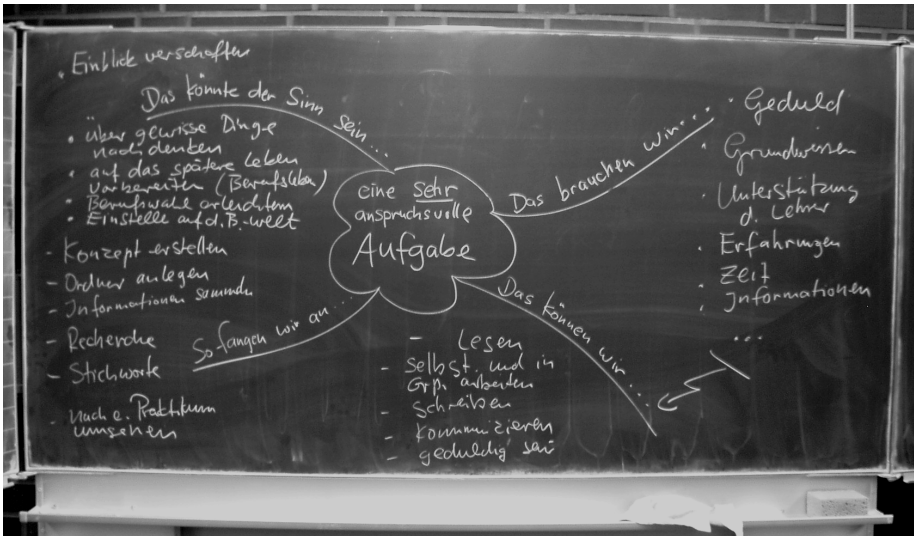 • Einblick verschaffen
Das könnte der Sinn sein...
• über gewisse Dinge
nachdenken
• auf das spätere Leben
vorbereiten (Berufsleben)
• Berufswahl erleichtern
• Einstelle auf d. B.-welt
eine sehr
anspruchsvolle
Aufgabe
Das brauchen wir...
• Geduld
• Grundwissen
• Unterstützung
d. Lehrer
• Erfahrungen
• Zeit
• Informationen
...
So fangen wir an...
- Konzept erstellen
- Ordner anlegen
- Informationen sammeln
- Recherche
- Stichworte
- nach e. Praktikum
umsehen
Das können wir...
- Lesen
- Selbst. und in
Grp. arbeiten
- Schreiben
- Kommunizieren
- geduldig sein